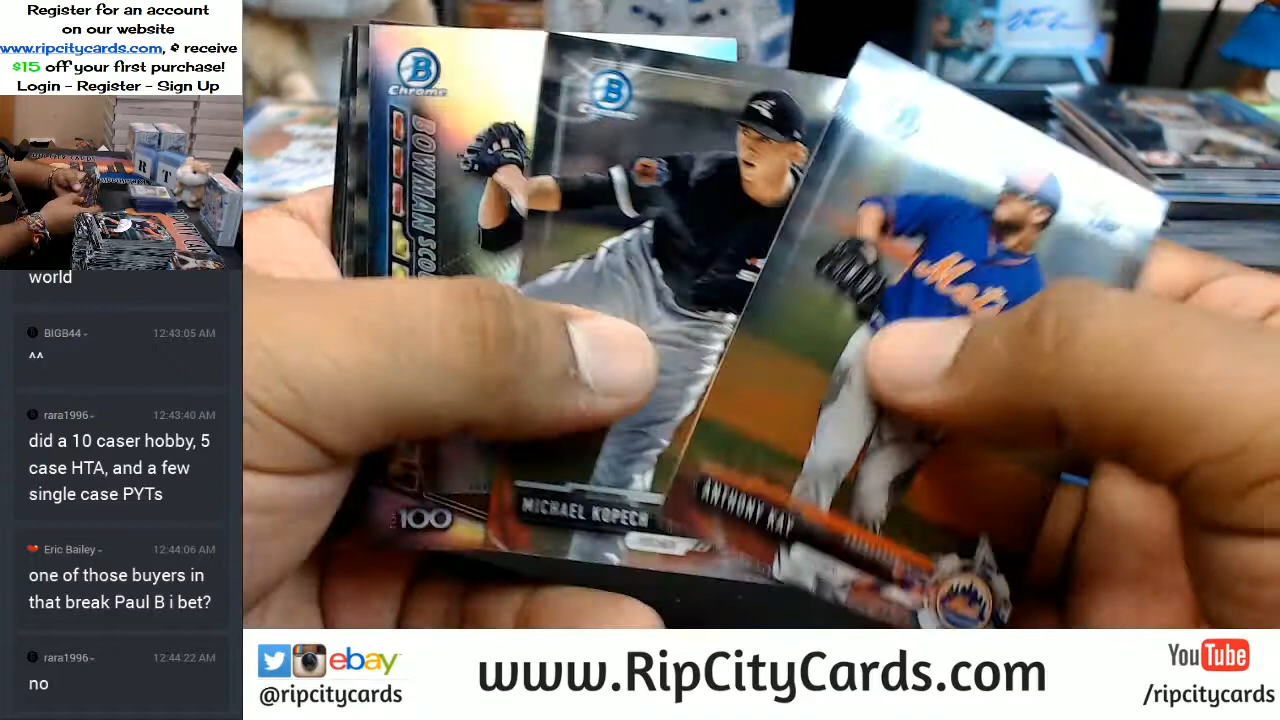 Register for an account
on our website
www.ripcitycards.com, & receive
$15 off your first purchase!
Login - Register - Sign Up
R T
world
BIGB44
12:43:05 AM
^^
rara1996
12:43:40 AM
did a 10 caser hobby, 5
case HTA, and a few
single case PYTs
Eric Bailey
12:44:06 AM
one of those buyers in
that break Paul B i bet?
rara1996
12:44:22 AM
no
B
Chrome
BOWMAN SCO
100
B
Chrome
MICHAEL KOPECH
Mets
ANTHONY KAY
ebay
@ripcitycards
www.RipCityCards.com
YouTube
/ripcitycards